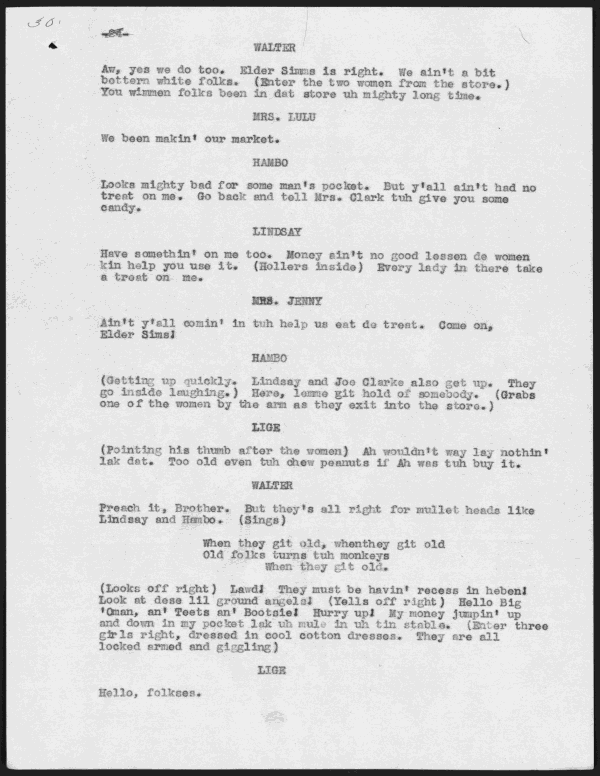 30.
WALTER
Aw, yes we do too. Elder Simms is right. We ain't a bit
bettern white folks. (Enter the two women from the store.)
You wimmen folks been in dat store uh mighty long time.
MRS. LULU
We been makin' our market.
HAMBO
Looks mighty bad for some man's pocket. But y'all ain't had no
treat on me. Go back and tell Mrs. Clark tuh give you some
candy.
LINDSAY
Have somethin' on me too. Money ain't no good lessen de women
kin help you use it. (Hollers inside) Every lady in there take
a treat on me.
MRS. JENNY
Ain't y'all comin' in tuh help us eat de treat. Come on,
Elder Sims!
HAMBO
(Getting up quickly. Lindsay and Joe Clarke also get up. They
go inside laughing.) Here, lemme git hold of somebody. (Grabs
one of the women by the arm as they exit into the store.)
LIGE
(Pointing his thumb after the women) Ah wouldn't way lay nothin'
lak dat. Too old even tuh chew peanuts if Ah was tuh buy it.
WALTER
Preach it, Brother. But they's all right for mullet heads like
Lindsay and Hambo. (Sings)
When they git old, whenthey git old
Old folks turns tuh monkeys
When they git old.
(Looks off right) Lawd! They must be havin' recess in heben!
Look at dese lil ground angels! (Yells off right) Hello Big
'Oman, an' Teets an' Bootsie! Hurry up! My money jumpin' up
and down in my pocket lak uh mule in uh tin stable. (Enter three
girls right, dressed in cool cotton dresses. They are all
locked armed and giggling)
LIGE
Hello, folkses.